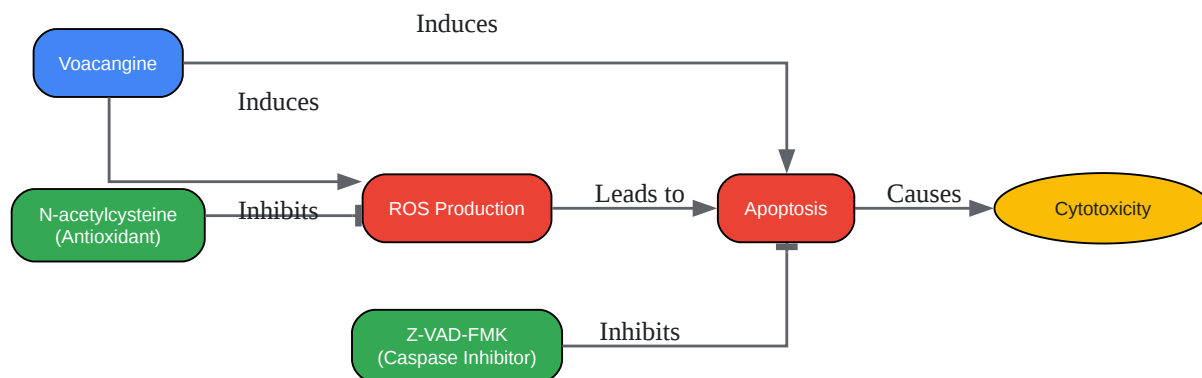 Induces
Voacangine
Induces
N-acetylcysteine
(Antioxidant)
Inhibits
ROS Production
Leads to
Apoptosis
Causes
Cytotoxicity
Z-VAD-FMK
(Caspase Inhibitor)
Inhibits